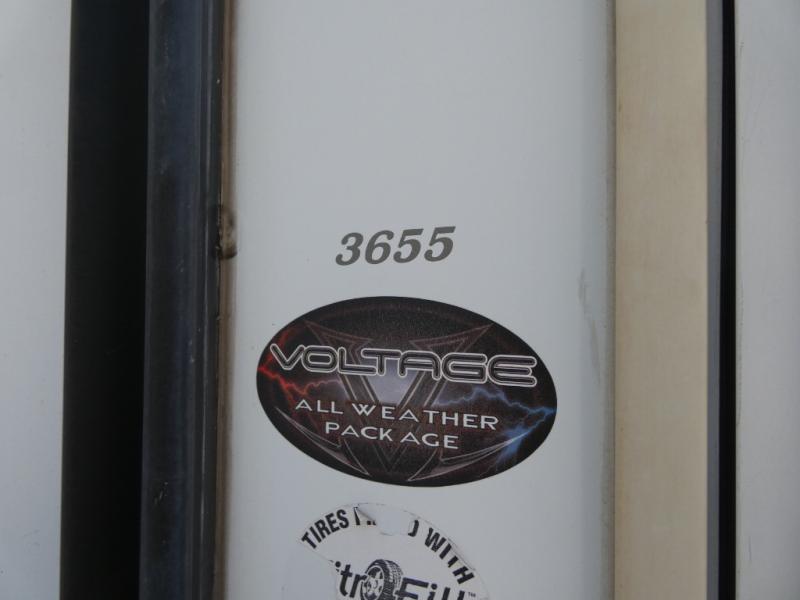 3655
VOLTAGE
ALL WEATHER
PACKAGE
TIRES WITH